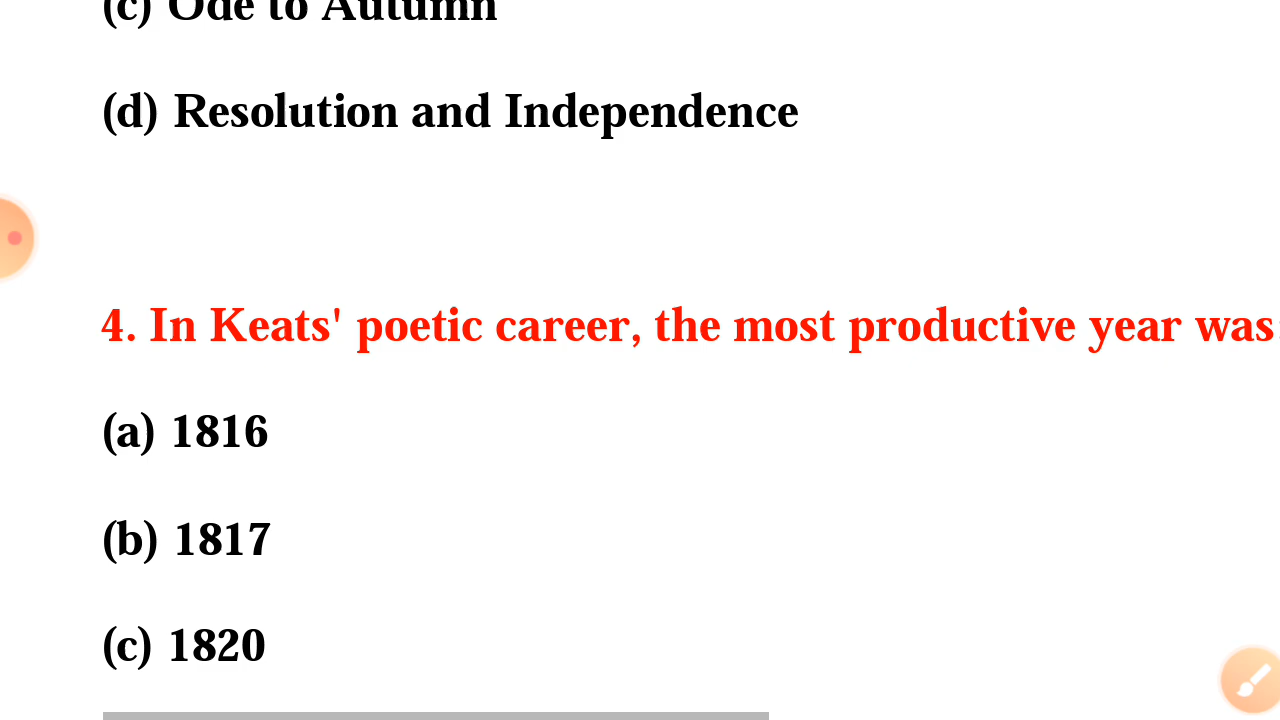 (c) Ode to Autumn
(d) Resolution and Independence
4. In Keats' poetic career, the most productive year was
(a) 1816
(b) 1817
(c) 1820